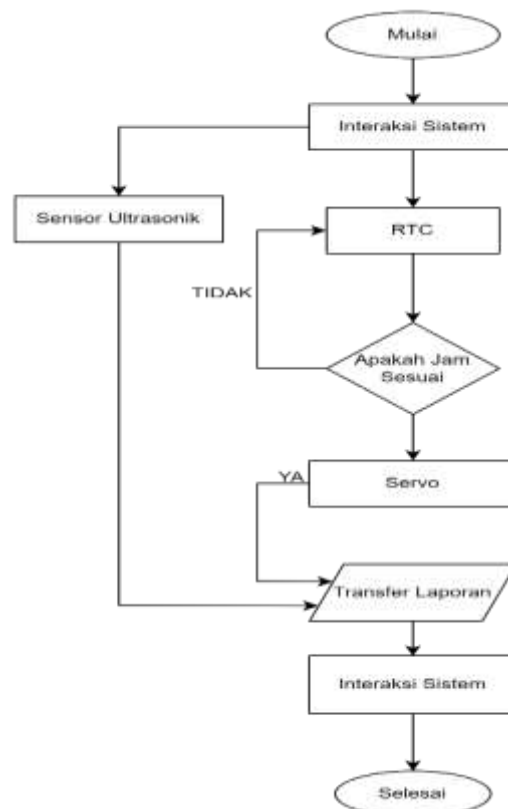 Mulai
Interaksi Sistem
Sensor Ultrasonik
RTC
TIDAK
Apakah Jam
Sesuai
YA
Servo
Transfer Laporan
Interaksi Sistem
Selesai